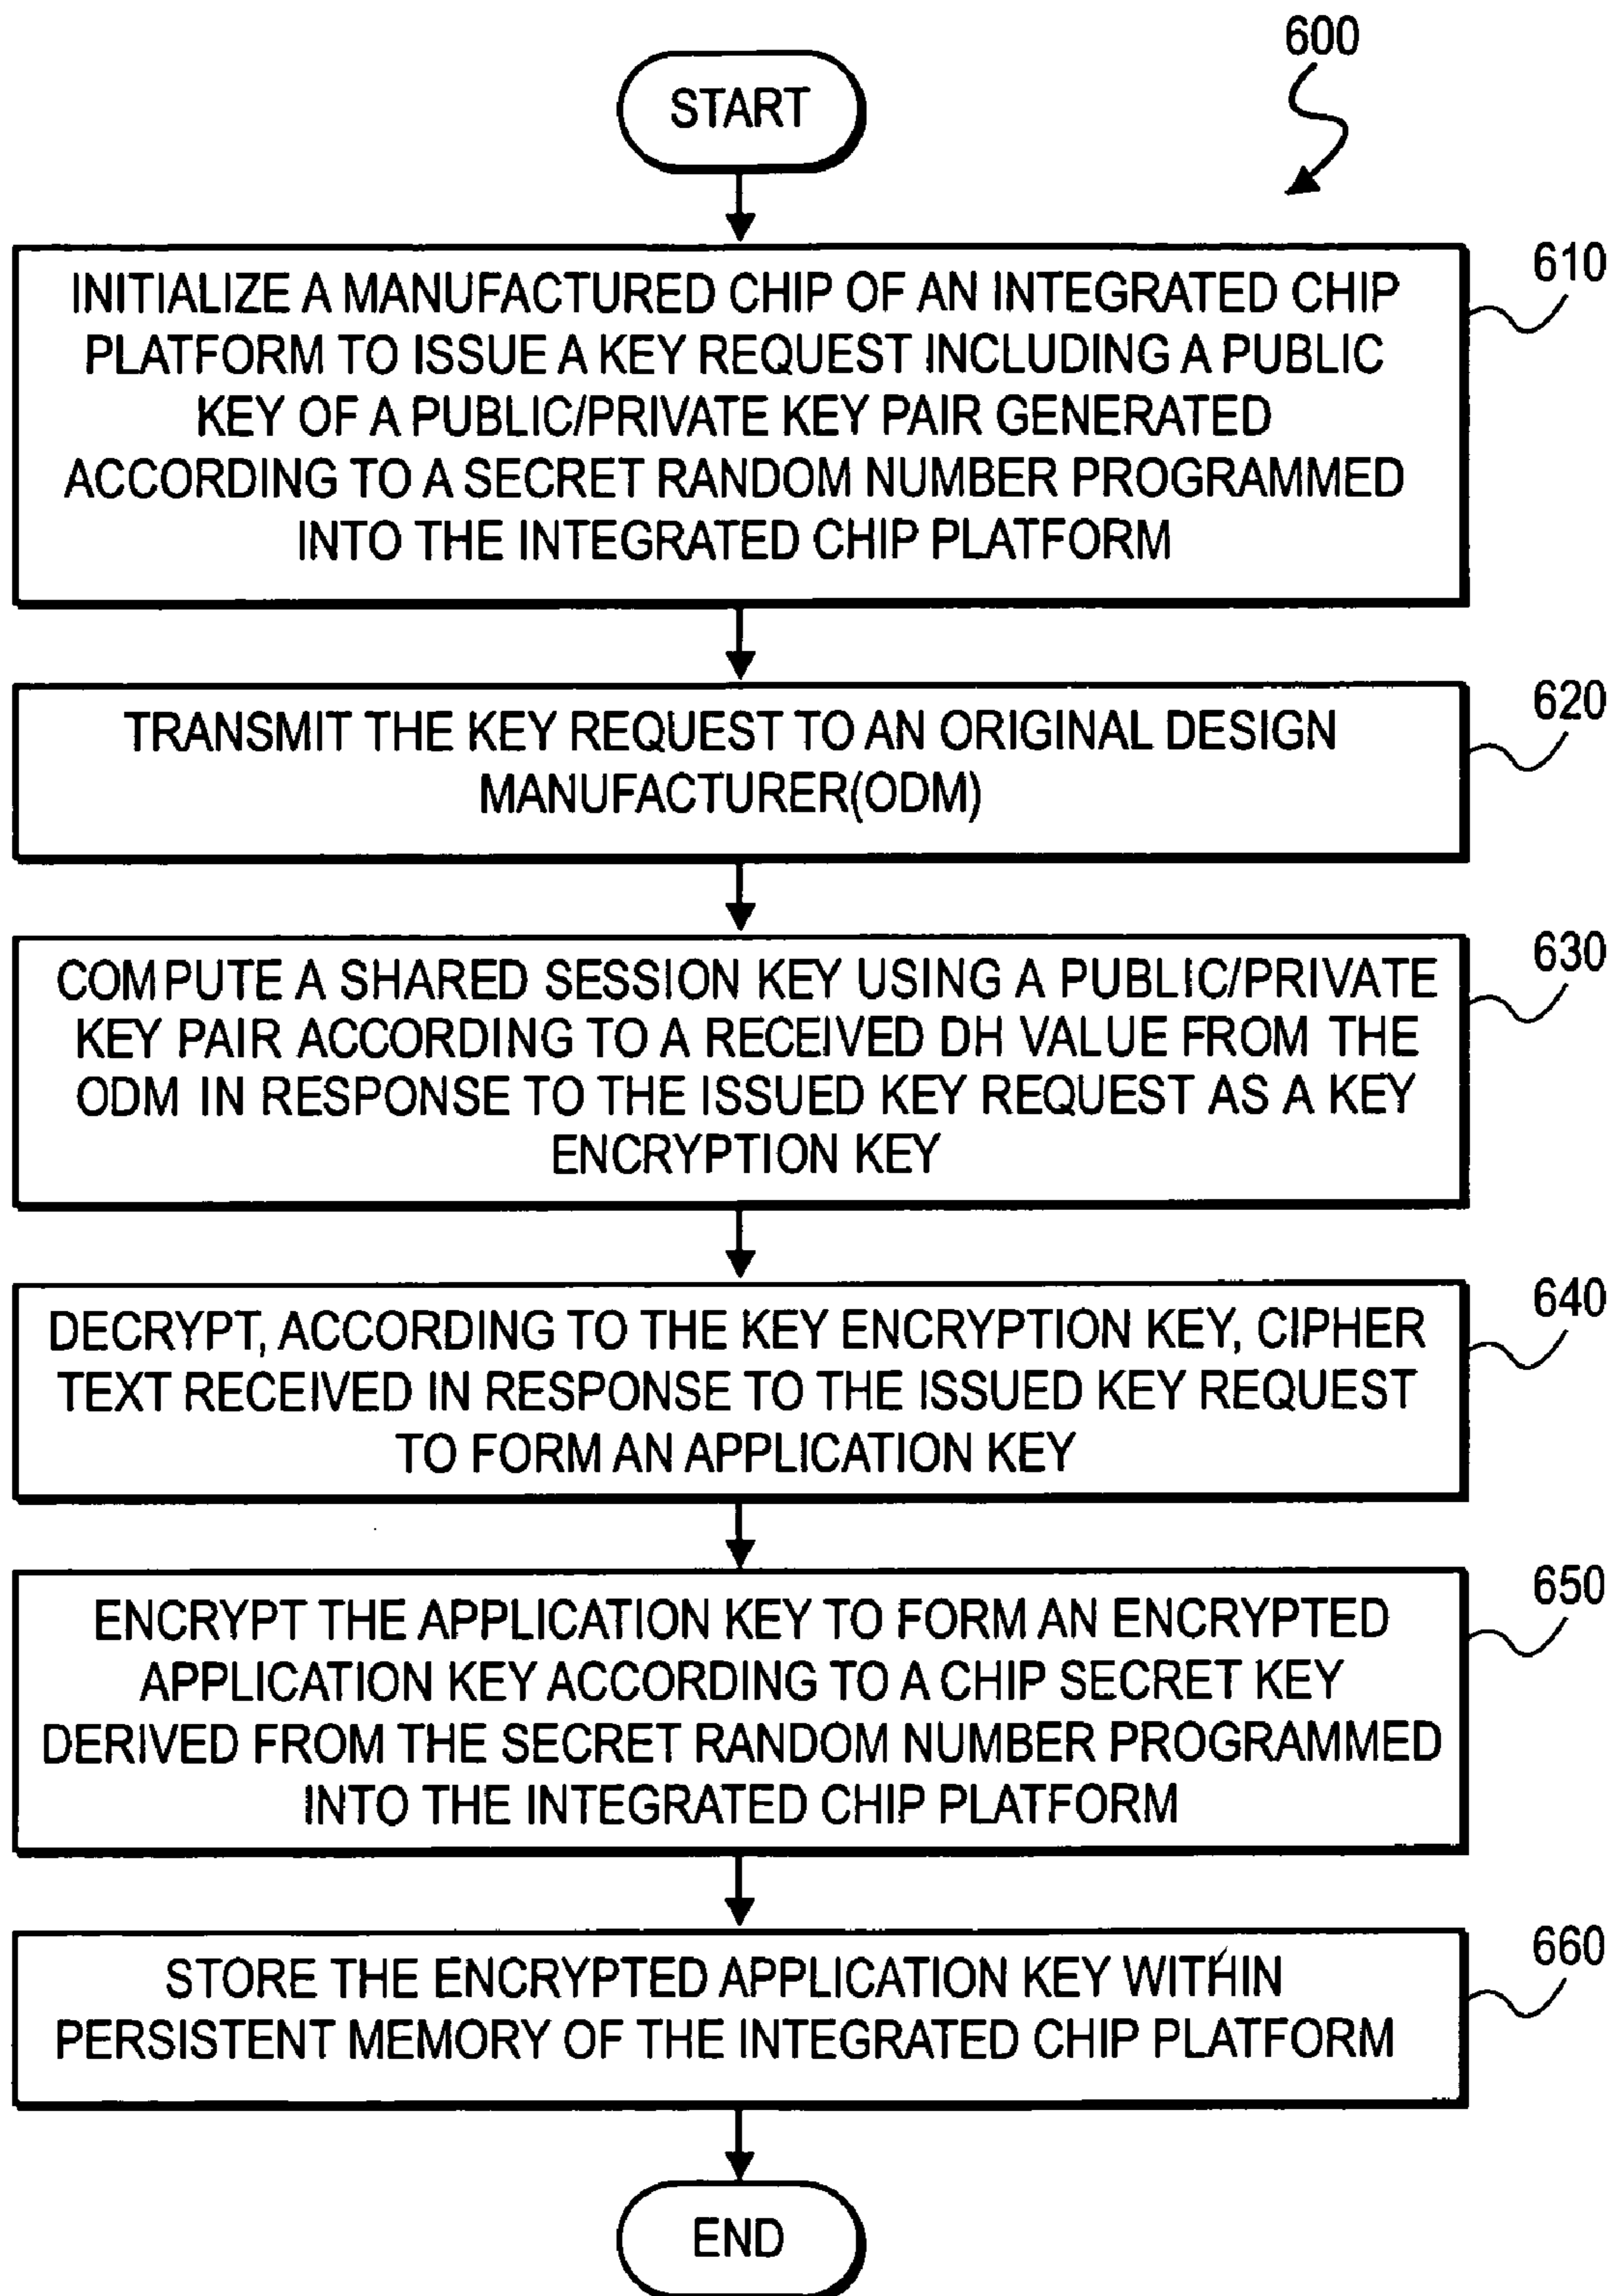 600
START
610
INITIALIZE A MANUFACTURED CHIP OF AN INTEGRATED CHIP
PLATFORM TO ISSUE A KEY REQUEST INCLUDING A PUBLIC
KEY OF A PUBLIC/PRIVATE KEY PAIR GENERATED
ACCORDING TO A SECRET RANDOM NUMBER PROGRAMMED
INTO THE INTEGRATED CHIP PLATFORM
620
TRANSMIT THE KEY REQUEST TO AN ORIGINAL DESIGN
MANUFACTURER(ODM)
630
COMPUTE A SHARED SESSION KEY USING A PUBLIC/PRIVATE
KEY PAIR ACCORDING TO A RECEIVED DH VALUE FROM THE
ODM IN RESPONSE TO THE ISSUED KEY REQUEST AS A KEY
ENCRYPTION KEY
640
DECRYPT, ACCORDING TO THE KEY ENCRYPTION KEY, CIPHER
TEXT RECEIVED IN RESPONSE TO THE ISSUED KEY REQUEST
TO FORM AN APPLICATION KEY
650
ENCRYPT THE APPLICATION KEY TO FORM AN ENCRYPTED
APPLICATION KEY ACCORDING TO A CHIP SECRET KEY
DERIVED FROM THE SECRET RANDOM NUMBER PROGRAMMED
INTO THE INTEGRATED CHIP PLATFORM
660
STORE THE ENCRYPTED APPLICATION KEY WITHIN
PERSISTENT MEMORY OF THE INTEGRATED CHIP PLATFORM
END